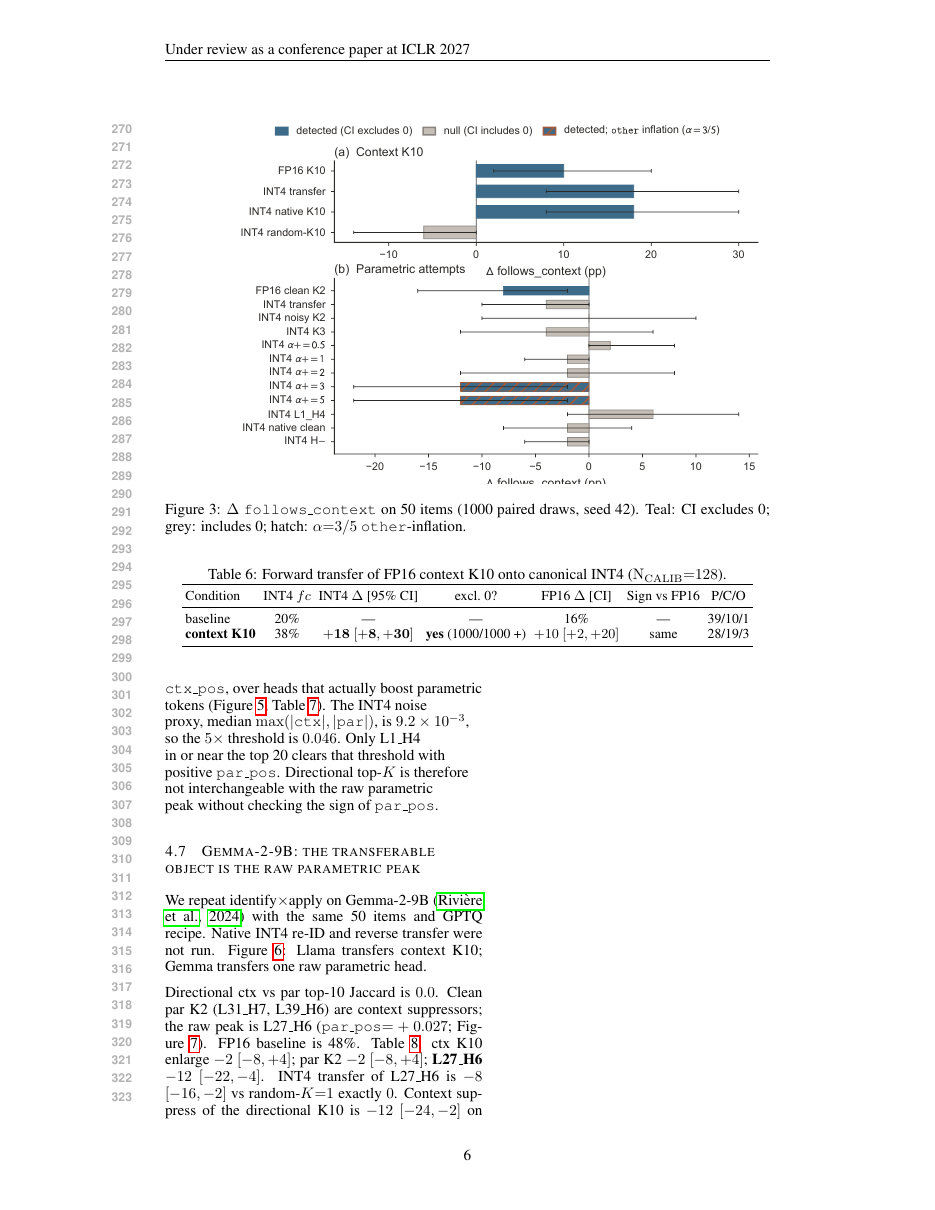 Under review as a conference paper at ICLR 2027
270
271
272
273
274
275
276
277
278
279
280
281
282
283
284
285
286
287
288
289
290
291
292
293
294
295
296
297
298
299
300
301
302
303
304
305
306
307
308
309
310
311
312
313
314
315
316
317
318
319
320
321
322
323
detected (CI excludes 0) null (CI includes 0) detected; other inflation (α=3/5)
(a) Context K10
FP16 K10
INT4 transfer
INT4 native K10
INT4 random-K10
−10 0 10 20 30
Δ follows_context (pp)
(b) Parametric attempts
FP16 clean K2
INT4 transfer
INT4 noisy K2
INT4 K3
INT4 α+=0.5
INT4 α+=1
INT4 α+=2
INT4 α+=3
INT4 α+=5
INT4 L1_H4
INT4 native clean
INT4 H−
−20 −15 −10 −5 0 5 10 15
Δ follows_context (pp)
Figure 3: Δ follows_context on 50 items (1000 paired draws, seed 42). Teal: CI excludes 0;
grey: includes 0; hatch: α=3/5 other-inflation.
Table 6: Forward transfer of FP16 context K10 onto canonical INT4 (N_CALIB=128).
Condition INT4 fc INT4 Δ [95% CI] excl. 0? FP16 Δ [CI] Sign vs FP16 P/C/O
baseline 20% — — 16% — 39/10/1
context K10 38% +18 [+8, +30] yes (1000/1000 +) +10 [+2, +20] same 28/19/3
ctx_pos, over heads that actually boost parametric
tokens (Figure 5, Table 7). The INT4 noise
proxy, median max(|ctx|, |par|), is 9.2 × 10⁻³,
so the 5× threshold is 0.046. Only L1_H4
in or near the top 20 clears that threshold with
positive par_pos. Directional top-K is therefore
not interchangeable with the raw parametric
peak without checking the sign of par_pos.
4.7 GEMMA-2-9B: THE TRANSFERABLE
OBJECT IS THE RAW PARAMETRIC PEAK
We repeat identify×apply on Gemma-2-9B (Rivière
et al., 2024) with the same 50 items and GPTQ
recipe. Native INT4 re-ID and reverse transfer were
not run. Figure 6: Llama transfers context K10;
Gemma transfers one raw parametric head.
Directional ctx vs par top-10 Jaccard is 0.0. Clean
par K2 (L31_H7, L39_H6) are context suppressors;
the raw peak is L27_H6 (par_pos= + 0.027; Fig-
ure 7). FP16 baseline is 48%. Table 8: ctx K10
enlarge −2 [−8, +4]; par K2 −2 [−8, +4]; L27_H6
−12 [−22, −4]. INT4 transfer of L27_H6 is −8
[−16, −2] vs random-K=1 exactly 0. Context sup-
press of the directional K10 is −12 [−24, −2] on
6